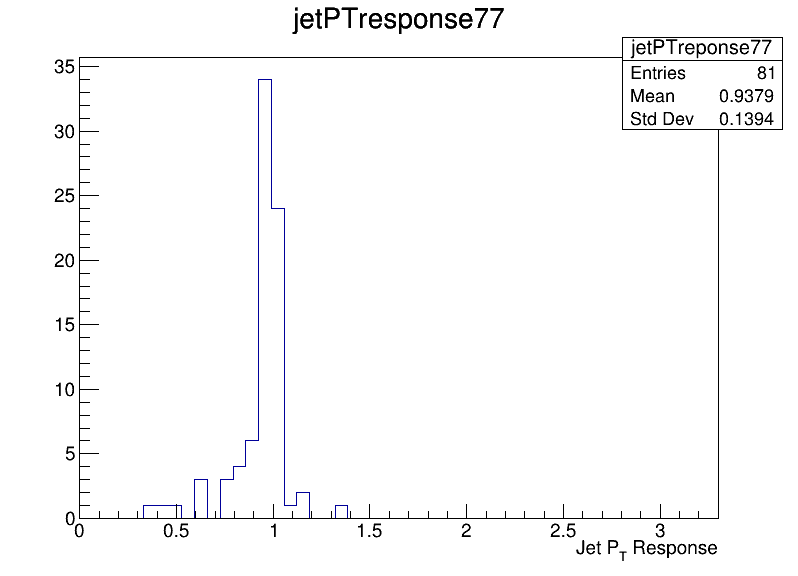 jetPTresponse77
jetPTreponse77
Entries 81
Mean 0.9379
Std Dev 0.1394
35
30
25
20
15
10
5
0
0 0.5 1 1.5 2 2.5 3
Jet PT Response